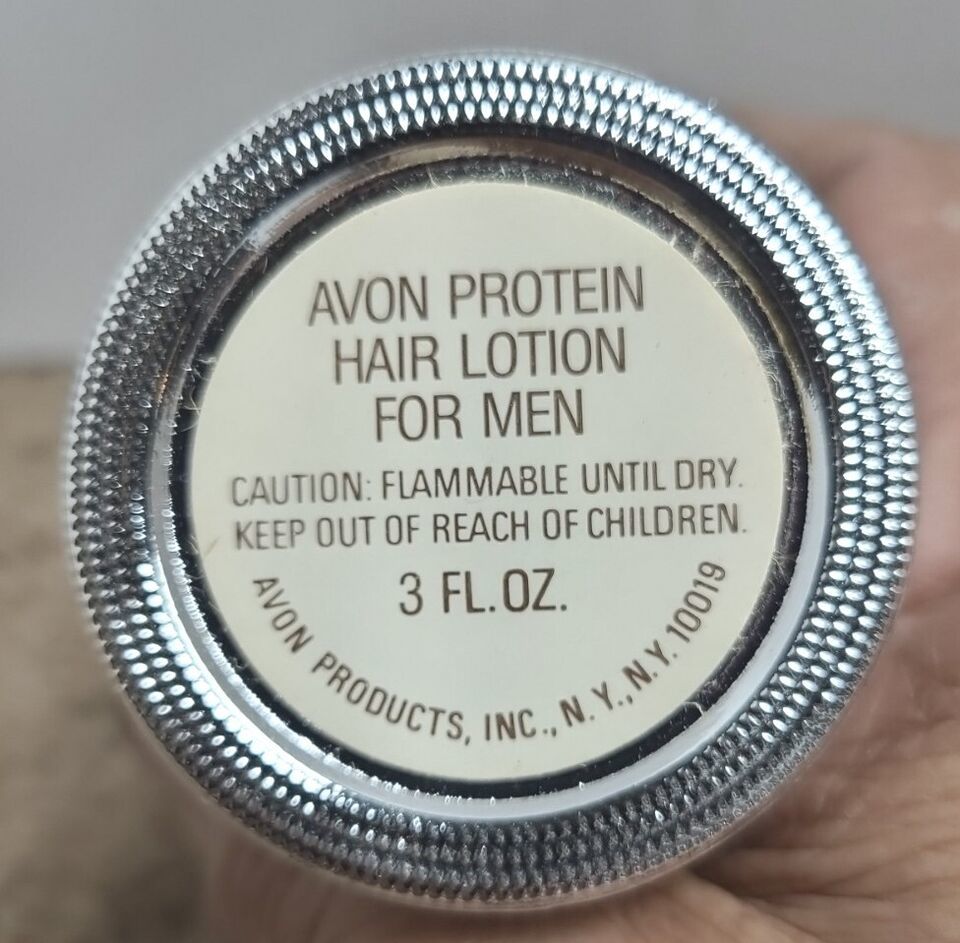 AVON PROTEIN
HAIR LOTION
FOR MEN
CAUTION: FLAMMABLE UNTIL DRY.
KEEP OUT OF REACH OF CHILDREN.
3 FL.OZ.
AVON PRODUCTS, INC., N.Y., N.Y. 10019